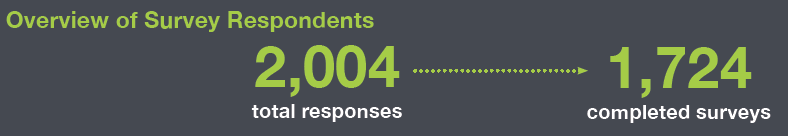 Overview of Survey Respondents
2,004 1,724
total responses completed surveys